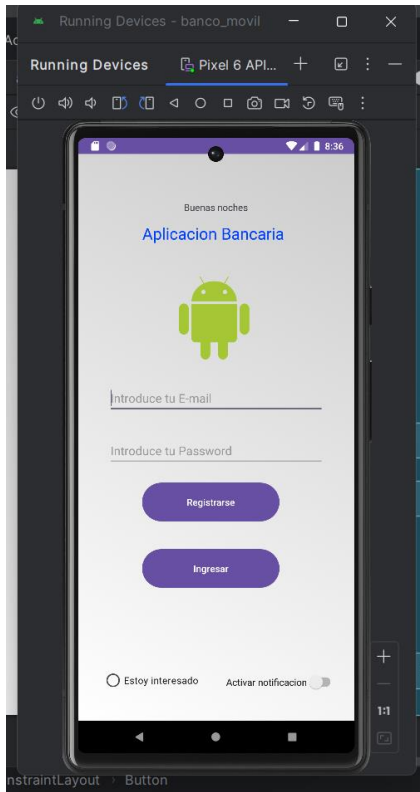 Running Devices - banco_movil
Running Devices
Pixel 6 API...
8:36
Buenas noches
Aplicacion Bancaria
Introduce tu E-mail
Introduce tu Password
Registrarse
Ingresar
Estoy interesado
Activar notificacion
1:1
nstraintLayout > Button